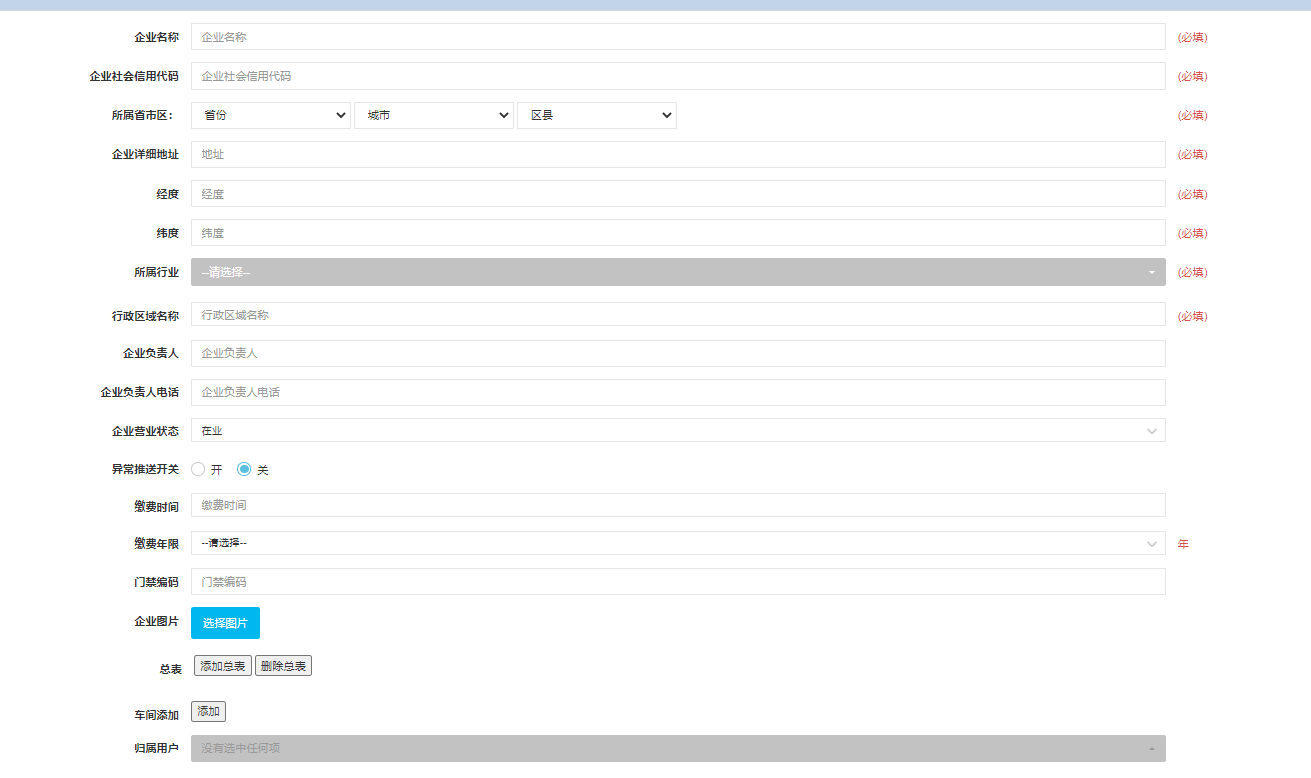 企业名称 企业名称 (必填)
企业社会信用代码 企业社会信用代码 (必填)
所属省市区： 省份 城市 区县 (必填)
企业详细地址 地址 (必填)
经度 经度 (必填)
纬度 纬度 (必填)
所属行业 --请选择-- (必填)
行政区域名称 行政区域名称 (必填)
企业负责人 企业负责人
企业负责人电话 企业负责人电话
企业营业状态 在业
异常推送开关 开 关
缴费时间 缴费时间
缴费年限 --请选择-- 年
门禁编码 门禁编码
企业图片 选择图片
总表 添加总表 删除总表
车间添加 添加
归属用户 没有选中任何项